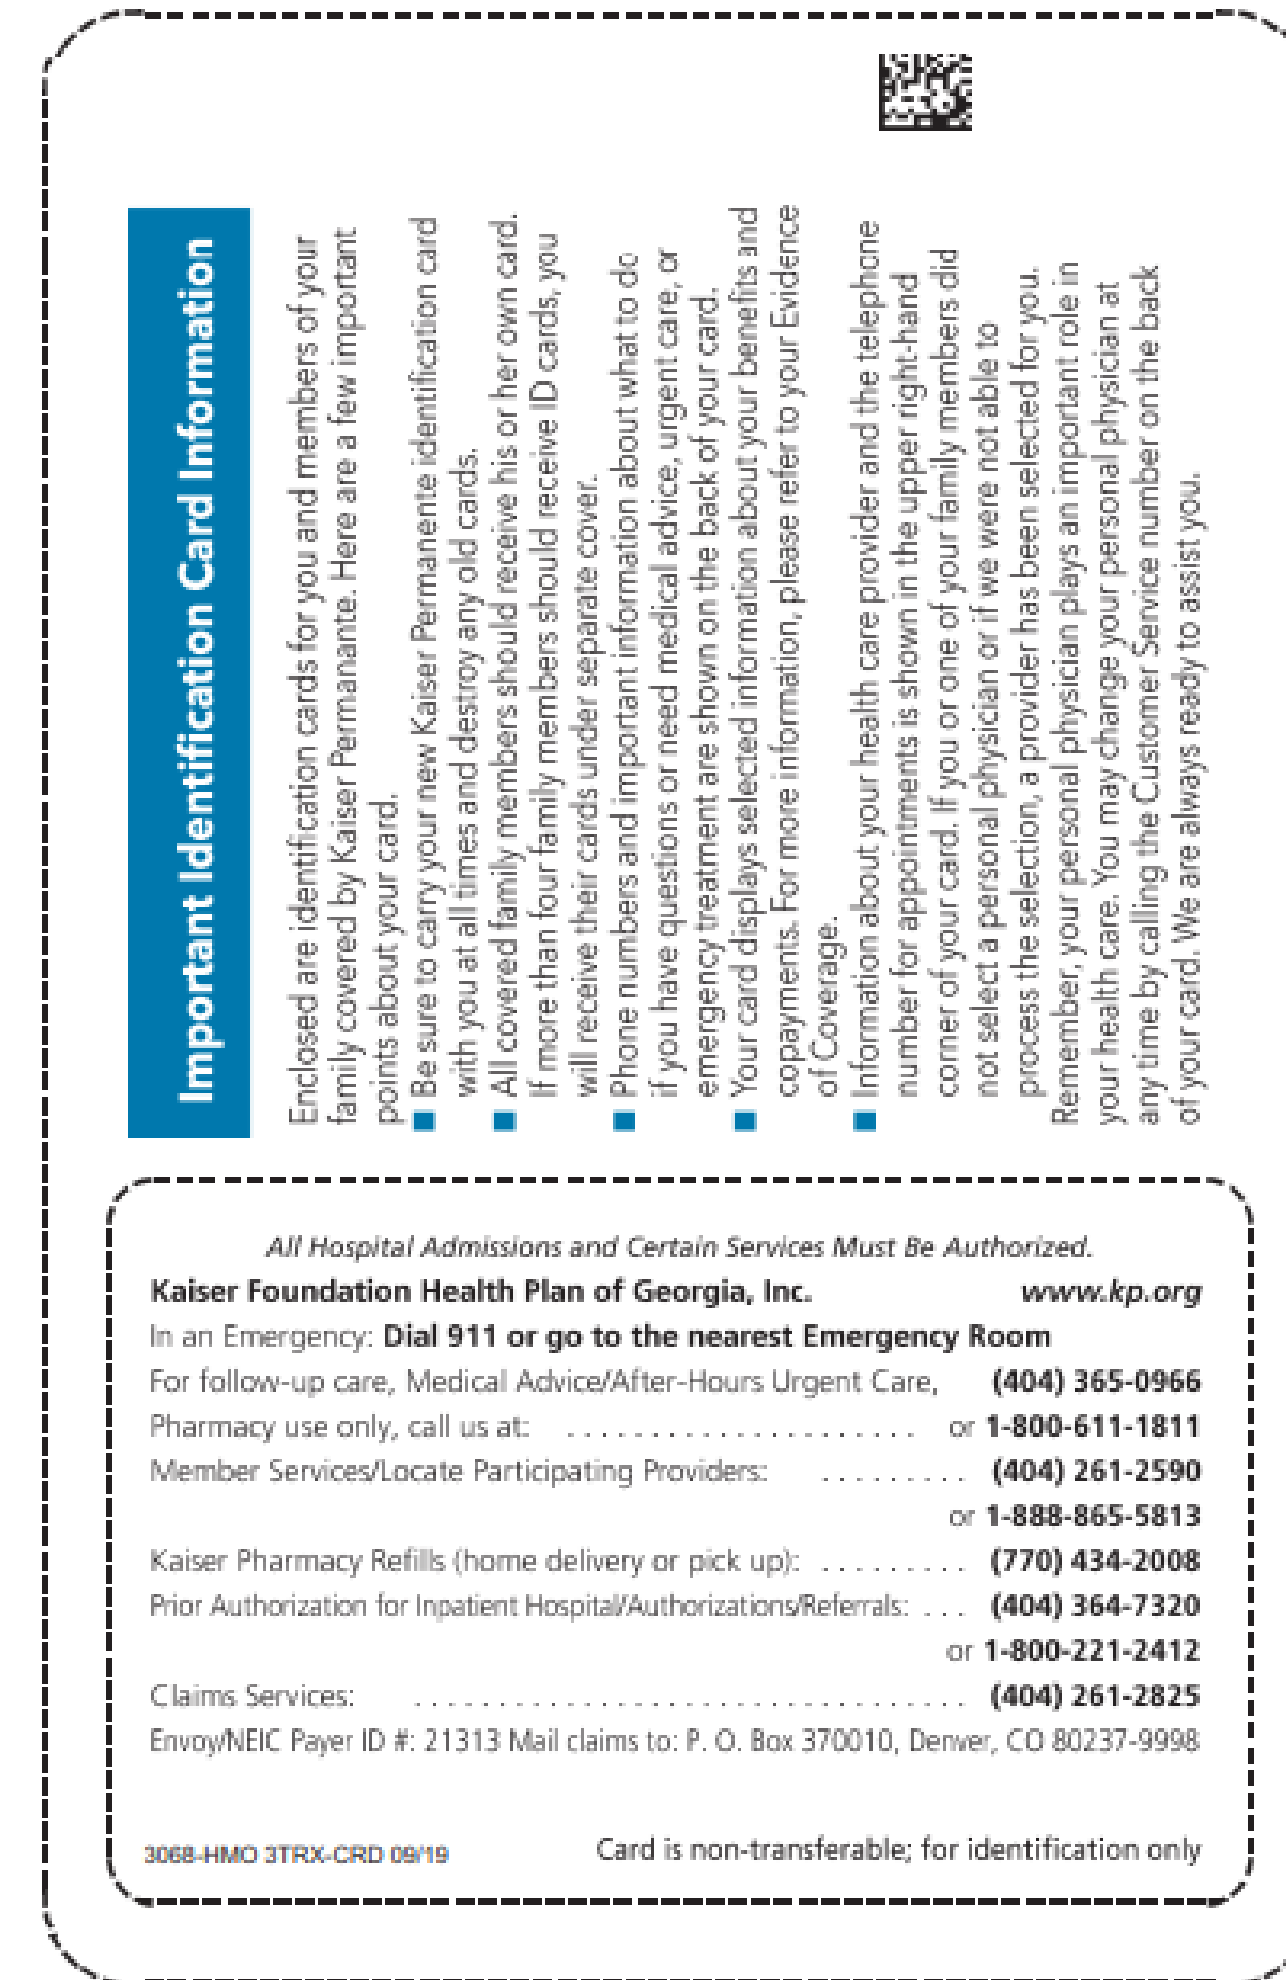 Important Identification Card Information
Enclosed are identification cards for you and members of your
family covered by Kaiser Permanante. Here are a few important
points about your card.
■ Be sure to carry your new Kaiser Permanente identification card
with you at all times and destroy any old cards.
■ All covered family members should receive his or her own card.
If more than four family members should receive ID cards, you
will receive their cards under separate cover.
■ Phone numbers and important information about what to do
if you have questions or need medical advice, urgent care, or
emergency treatment are shown on the back of your card.
■ Your card displays selected information about your benefits and
copayments. For more information, please refer to your Evidence
of Coverage.
■ Information about your health care provider and the telephone
number for appointments is shown in the upper right-hand
corner of your card. If you or one of your family members did
not select a personal physician or if we were not able to
process the selection, a provider has been selected for you.
Remember, your personal physician plays an important role in
your health care. You may change your personal physician at
any time by calling the Customer Service number on the back
of your card. We are always ready to assist you.
All Hospital Admissions and Certain Services Must Be Authorized.
Kaiser Foundation Health Plan of Georgia, Inc. www.kp.org
In an Emergency: Dial 911 or go to the nearest Emergency Room
For follow-up care, Medical Advice/After-Hours Urgent Care, (404) 365-0966
Pharmacy use only, call us at: . . . . . . . . . . . . . . . . . . . . . or 1-800-611-1811
Member Services/Locate Participating Providers: . . . . . . . . . (404) 261-2590
or 1-888-865-5813
Kaiser Pharmacy Refills (home delivery or pick up): . . . . . . . . . (770) 434-2008
Prior Authorization for Inpatient Hospital/Authorizations/Referrals: . . . (404) 364-7320
or 1-800-221-2412
Claims Services: . . . . . . . . . . . . . . . . . . . . . . . . . . . . . . . . . (404) 261-2825
Envoy/NEIC Payer ID #: 21313 Mail claims to: P. O. Box 370010, Denver, CO 80237-9998
3068-HMO 3TRX-CRD 09/19 Card is non-transferable; for identification only